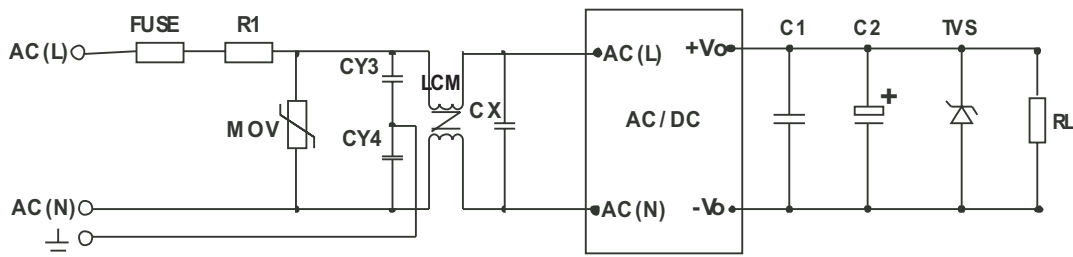 FUSE
R1
C1
C2
TVS
AC(L)
CY3
LCM
AC(L)
+Vo
+
CX
MOV
AC/DC
RL
CY4
AC(N)
AC(N)
-Vo